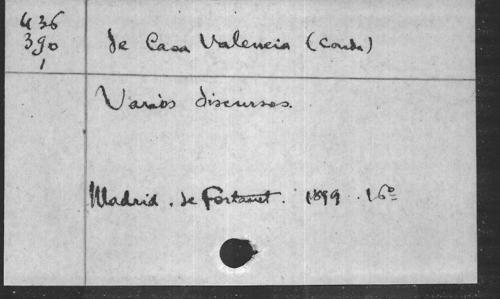 436
390
1
de Casa Valencia (Conde)
Varios discursos.
Madrid. de Fortanet. 1899. 16º